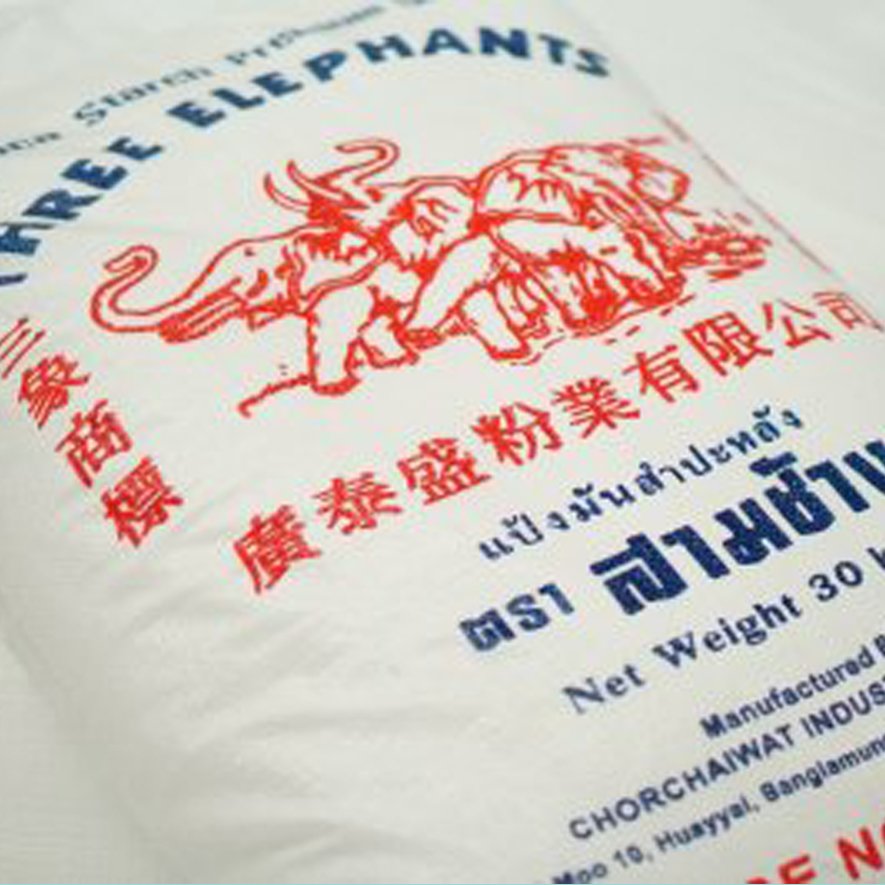 Starch
THREE ELEPHANTS
三象商標
廣泰盛粉業有限公司
แป้งมันสำปะหลัง
ตรา สามช้าง
Net Weight 30
Manufactured
CHORCHAIWAT
Moo 10, Huayyai, Banglamung